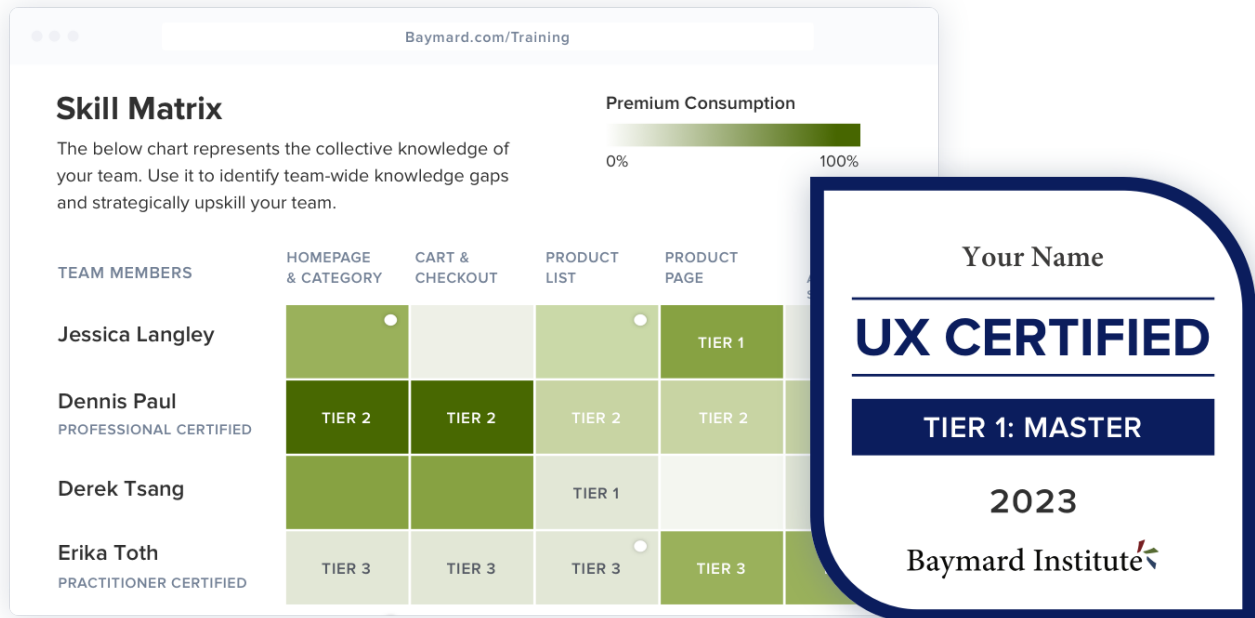 Baymard.com/Training
Skill Matrix
The below chart represents the collective knowledge of
your team. Use it to identify team-wide knowledge gaps
and strategically upskill your team.
Premium Consumption
0% 100%
TEAM MEMBERS
HOMEPAGE
& CATEGORY
CART &
CHECKOUT
PRODUCT
LIST
PRODUCT
PAGE
Jessica Langley
TIER 1
Dennis Paul
PROFESSIONAL CERTIFIED
TIER 2 TIER 2 TIER 2 TIER 2
Derek Tsang
TIER 1
Erika Toth
PRACTITIONER CERTIFIED
TIER 3 TIER 3 TIER 3 TIER 3
Your Name
UX CERTIFIED
TIER 1: MASTER
2023
Baymard Institute